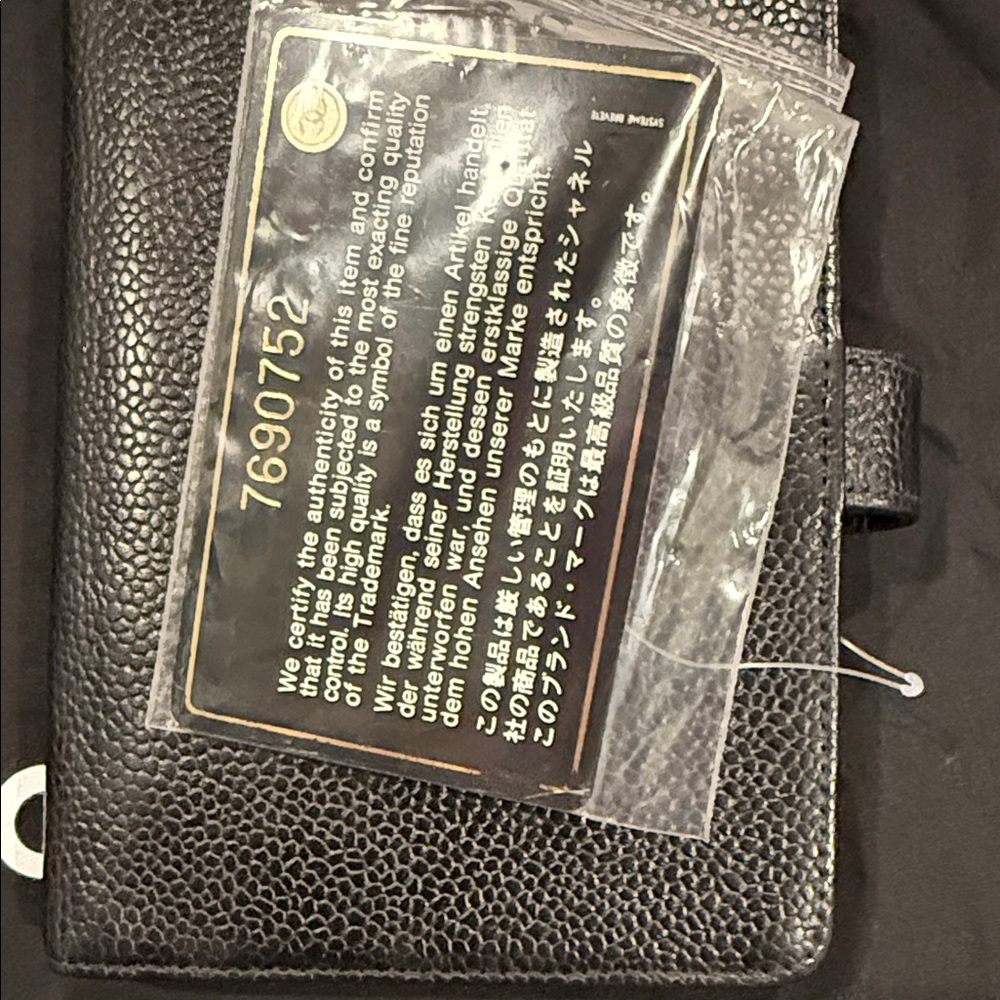 7690752
We certify the authenticity of this item and confirm
that it has been subjected to the most exacting quality
control. Its high quality is a symbol of the fine reputation
of the Trademark.
Wir bestätigen, dass es sich um einen Artikel handelt,
der während seiner Herstellung strengsten
unterworfen war, und dessen erstklassige
dem hohen Ansehen unserer Marke entspricht.
この製品は厳しい管理のもとに製造されたシャネル
社の商品であることを証明いたします。
このブランド・マークは最高級品質の象徴です。
SYSTEME BREVETE